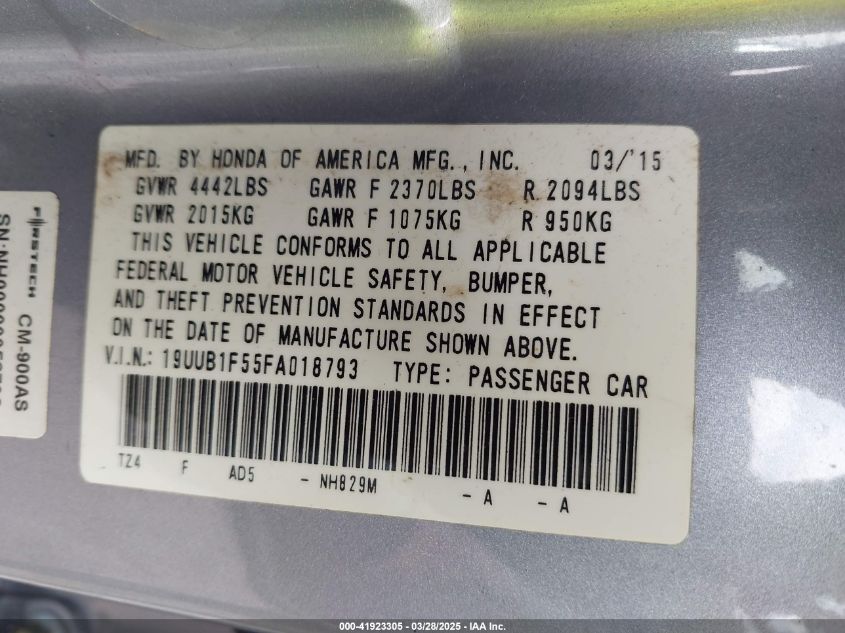 MFD. BY HONDA OF AMERICA MFG., INC. 03/'15
GVWR 4442LBS GAWR F 2370LBS R 2094LBS
GVWR 2015KG GAWR F 1075KG R 950KG
THIS VEHICLE CONFORMS TO ALL APPLICABLE
FEDERAL MOTOR VEHICLE SAFETY, BUMPER,
AND THEFT PREVENTION STANDARDS IN EFFECT
ON THE DATE OF MANUFACTURE SHOWN ABOVE.
V.I.N.: 19UUB1F55FA018793 TYPE: PASSENGER CAR
TZ4 F AD5 - NH829M - A - A
FIRSTECH CM-900AS
000-41923305 — 03/28/2025 — IAA Inc.